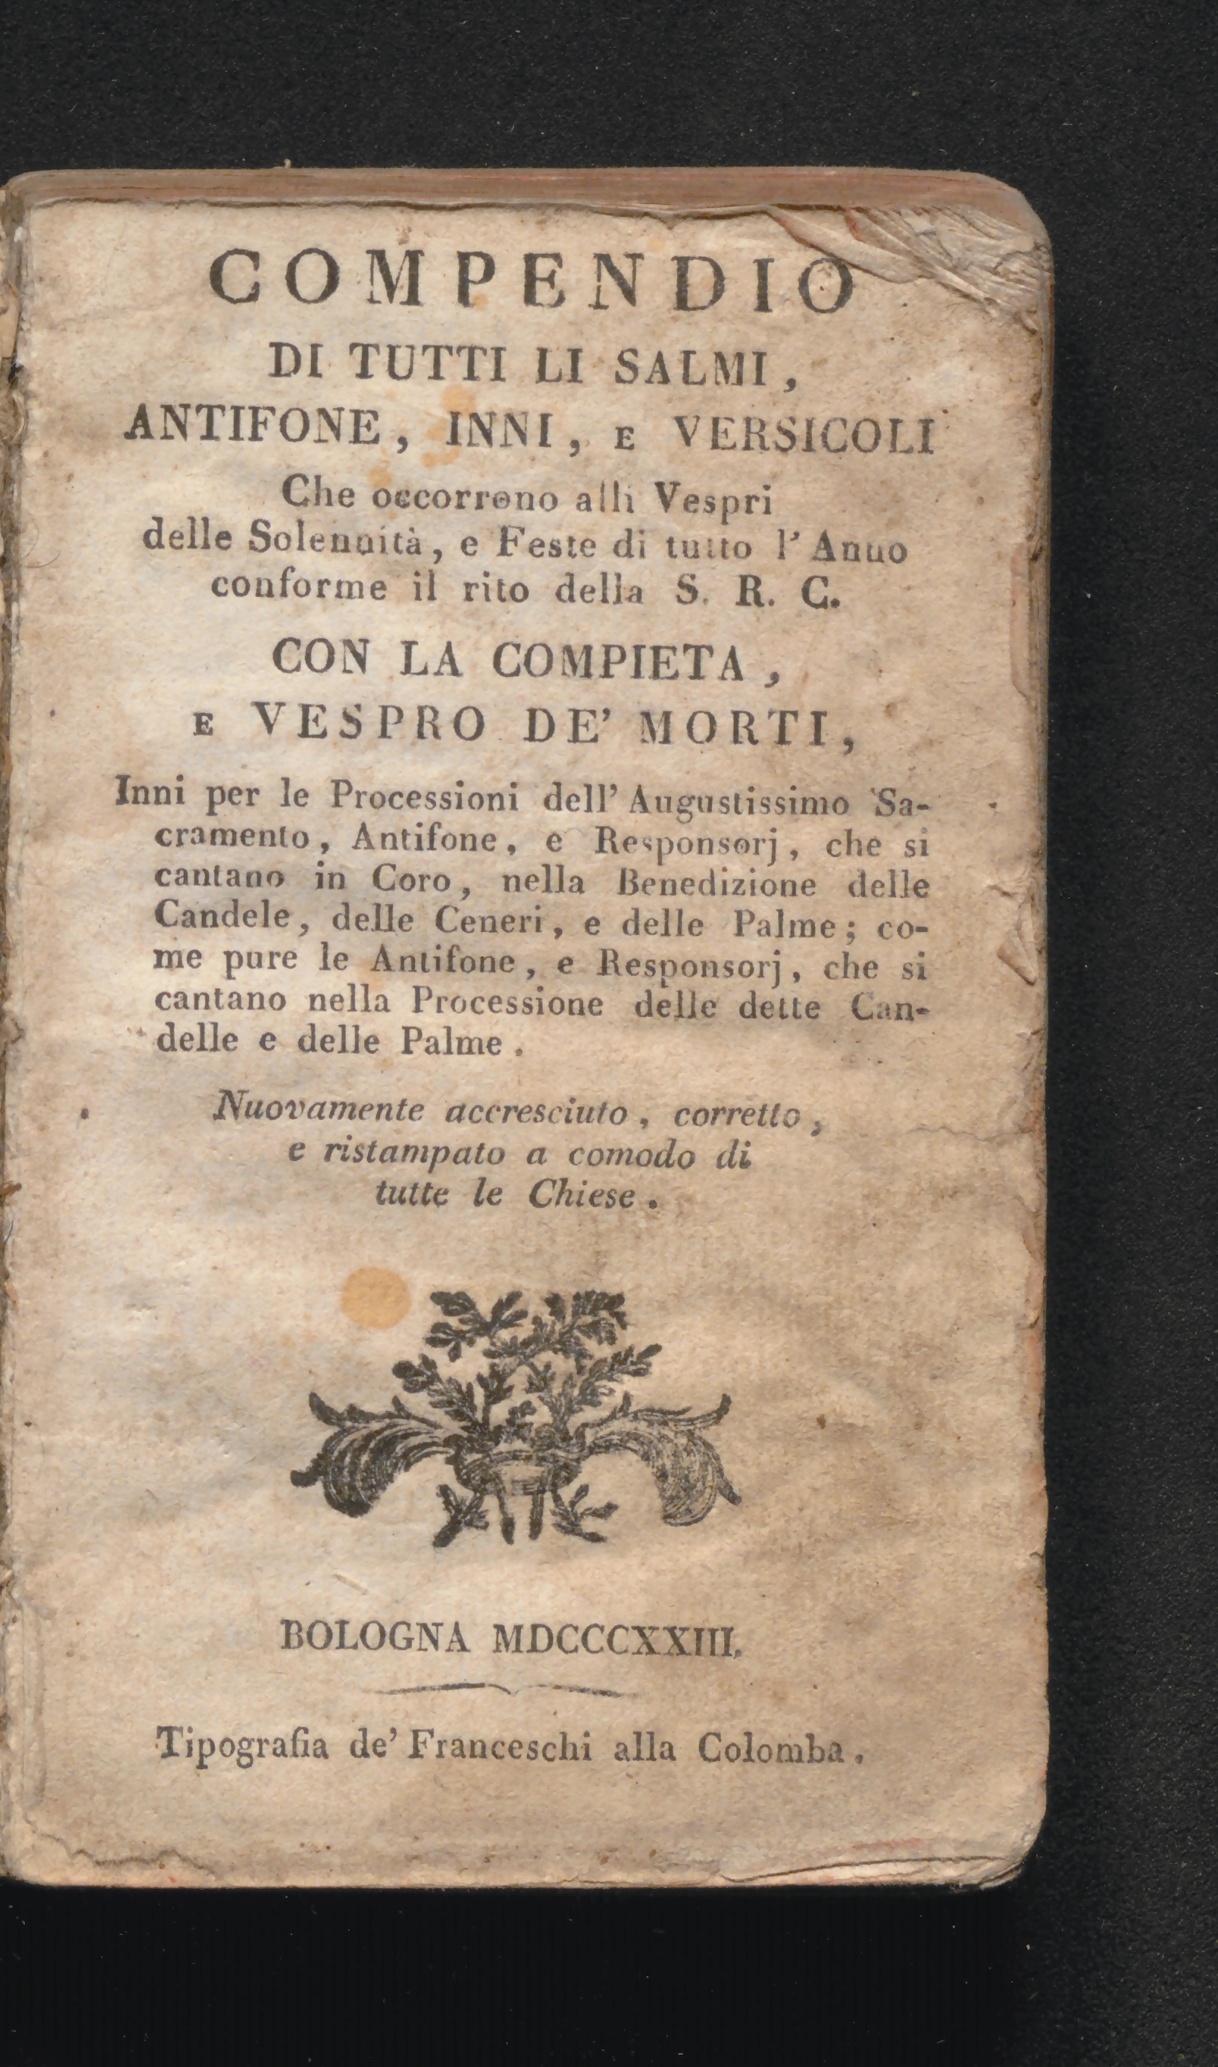 COMPENDIO
DI TUTTI LI SALMI,
ANTIFONE, INNI, E VERSICOLI
Che occorrono alli Vespri
delle Solennità, e Feste di tutto l'Anno
conforme il rito della S. R. C.
CON LA COMPIETA,
E VESPRO DE' MORTI,
Inni per le Processioni dell'Augustissimo Sa-
cramento, Antifone, e Responsorj, che si
cantano in Coro, nella Benedizione delle
Candele, delle Ceneri, e delle Palme; co-
me pure le Antifone, e Responsorj, che si
cantano nella Processione delle dette Can-
delle e delle Palme.
Nuovamente accresciuto, corretto,
e ristampato a comodo di
tutte le Chiese.
BOLOGNA MDCCCXXIII.
Tipografia de' Franceschi alla Colomba.